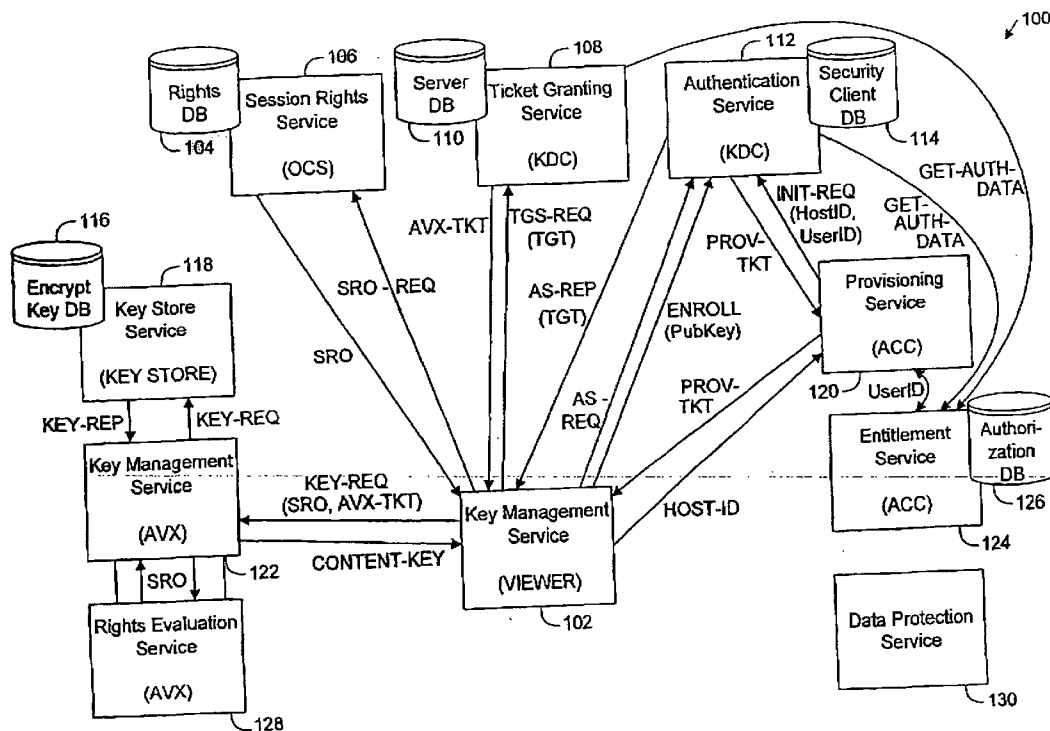 100
106
108
112
Rights
DB
104
Session Rights
Service
(OCS)
Server
DB
110
Ticket Granting
Service
(KDC)
Authentication
Service
(KDC)
Security
Client
DB
114
GET-AUTH-
DATA
GET-
AUTH-
DATA
INIT-REQ
(HostID,
UserID)
PROV-
TKT
AVX-TKT
TGS-REQ
(TGT)
116
Encrypt
Key DB
118
Key Store
Service
(KEY STORE)
SRO - REQ
SRO
AS-REP
(TGT)
ENROLL
(PubKey)
AS -
REQ
Provisioning
Service
(ACC)
120
UserID
PROV-
TKT
KEY-REP
KEY-REQ
Key Management
Service
(AVX)
122
KEY-REQ
(SRO, AVX-TKT)
CONTENT-KEY
Key Management
Service
(VIEWER)
102
HOST-ID
Entitlement
Service
(ACC)
124
Authori-
zation
DB
126
SRO
Rights Evaluation
Service
(AVX)
128
Data Protection
Service
130